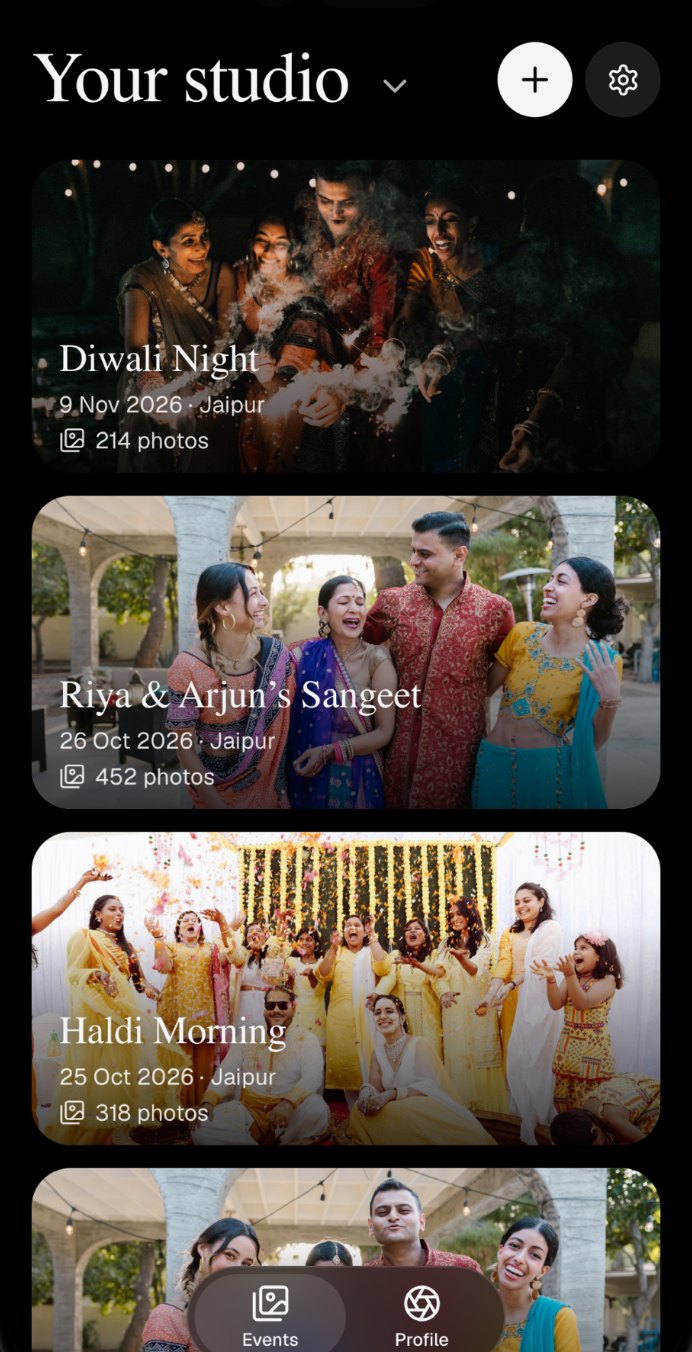 Your studio
Diwali Night
9 Nov 2026 · Jaipur
214 photos
Riya & Arjun’s Sangeet
26 Oct 2026 · Jaipur
452 photos
Haldi Morning
25 Oct 2026 · Jaipur
318 photos
Events
Profile